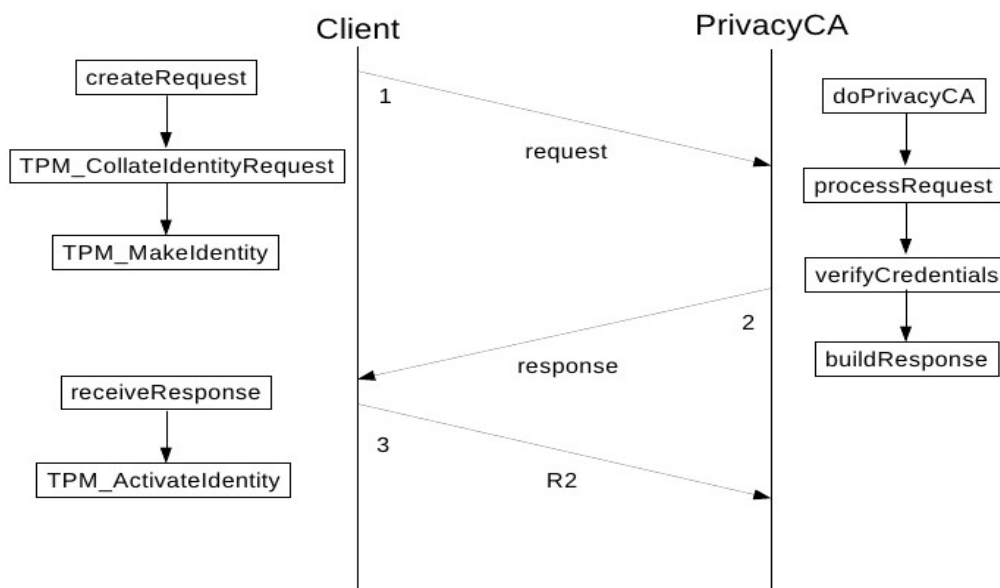 Client
PrivacyCA
createRequest
TPM_CollateIdentityRequest
TPM_MakeIdentity
receiveResponse
TPM_ActivateIdentity
1
request
2
response
3
R2
doPrivacyCA
processRequest
verifyCredentials
buildResponse